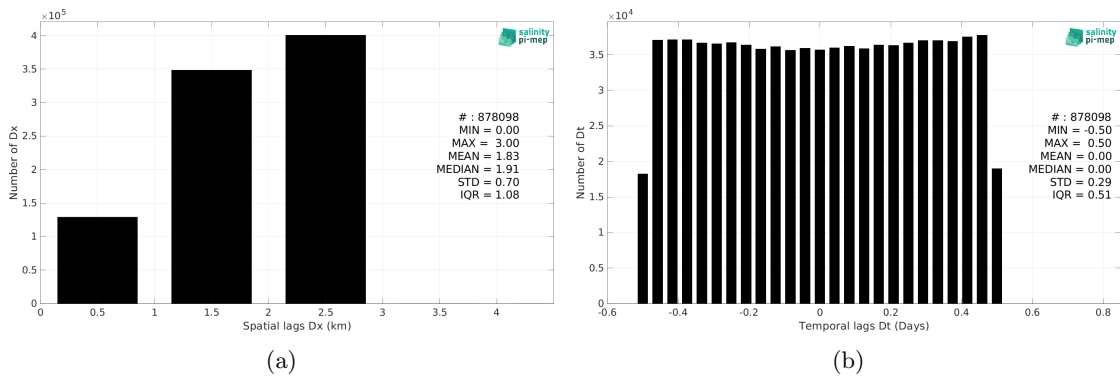 ×10⁵
4
3.5
3
2.5
2
1.5
1
0.5
0
Number of Dx
0 0.5 1 1.5 2 2.5 3 3.5 4
Spatial lags Dx (km)
salinity
pi-mep
# : 878098
MIN = 0.00
MAX = 3.00
MEAN = 1.83
MEDIAN = 1.91
STD = 0.70
IQR = 1.08
(a)
×10⁴
3.5
3
2.5
2
1.5
1
0.5
0
Number of Dt
-0.6 -0.4 -0.2 0 0.2 0.4 0.6 0.8
Temporal lags Dt (Days)
salinity
pi-mep
# : 878098
MIN = -0.50
MAX = 0.50
MEAN = 0.00
MEDIAN = 0.00
STD = 0.29
IQR = 0.51
(b)